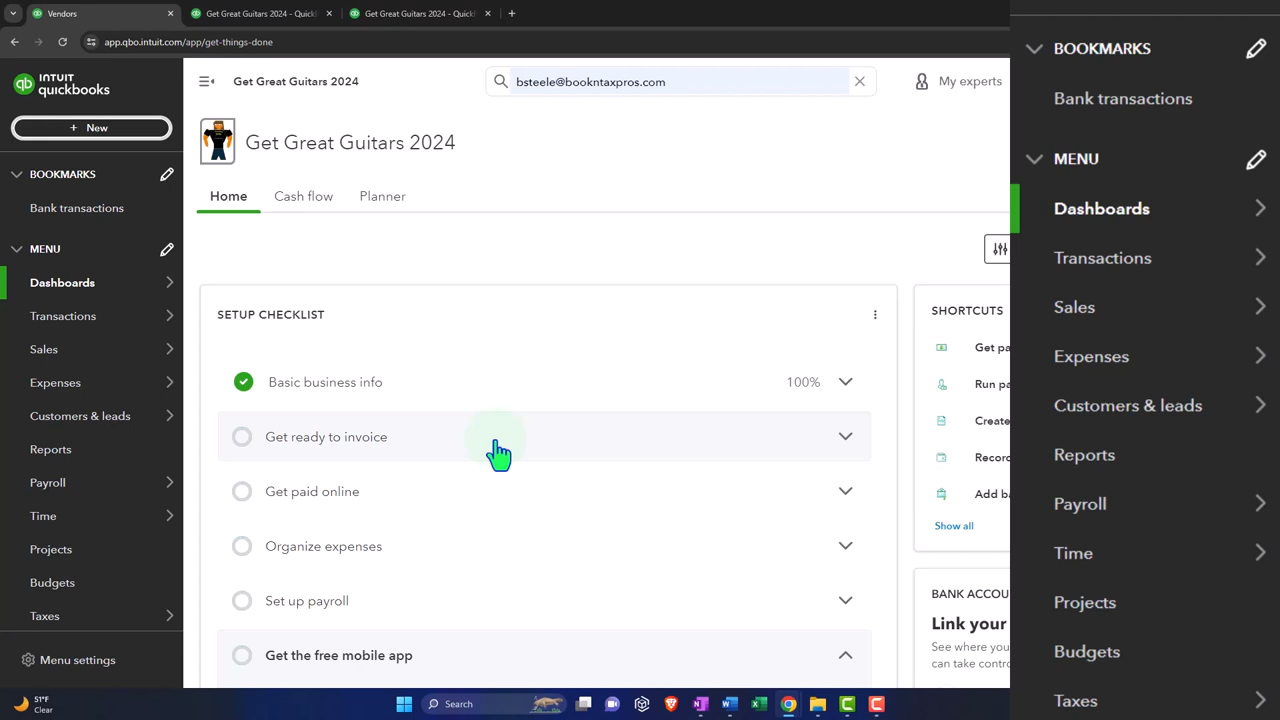 Vendors
Get Great Guitars 2024 - Quick
Get Great Guitars 2024 - Quick
app.qbo.intuit.com/app/get-things-done
INTUIT
quickbooks
+ New
BOOKMARKS
Bank transactions
MENU
Dashboards
Transactions
Sales
Expenses
Customers & leads
Reports
Payroll
Time
Projects
Budgets
Taxes
Menu settings
Get Great Guitars 2024
bsteele@bookntaxpros.com
My experts
Get Great Guitars 2024
Home
Cash flow
Planner
SETUP CHECKLIST
Basic business info
100%
Get ready to invoice
Get paid online
Organize expenses
Set up payroll
Get the free mobile app
SHORTCUTS
Get pa
Run pa
Create
Recor
Add ba
Show all
BANK ACCOU
Link your
See where you
can take contro
BOOKMARKS
Bank transactions
MENU
Dashboards
Transactions
Sales
Expenses
Customers & leads
Reports
Payroll
Time
Projects
Budgets
Taxes
51°F
Clear
Search